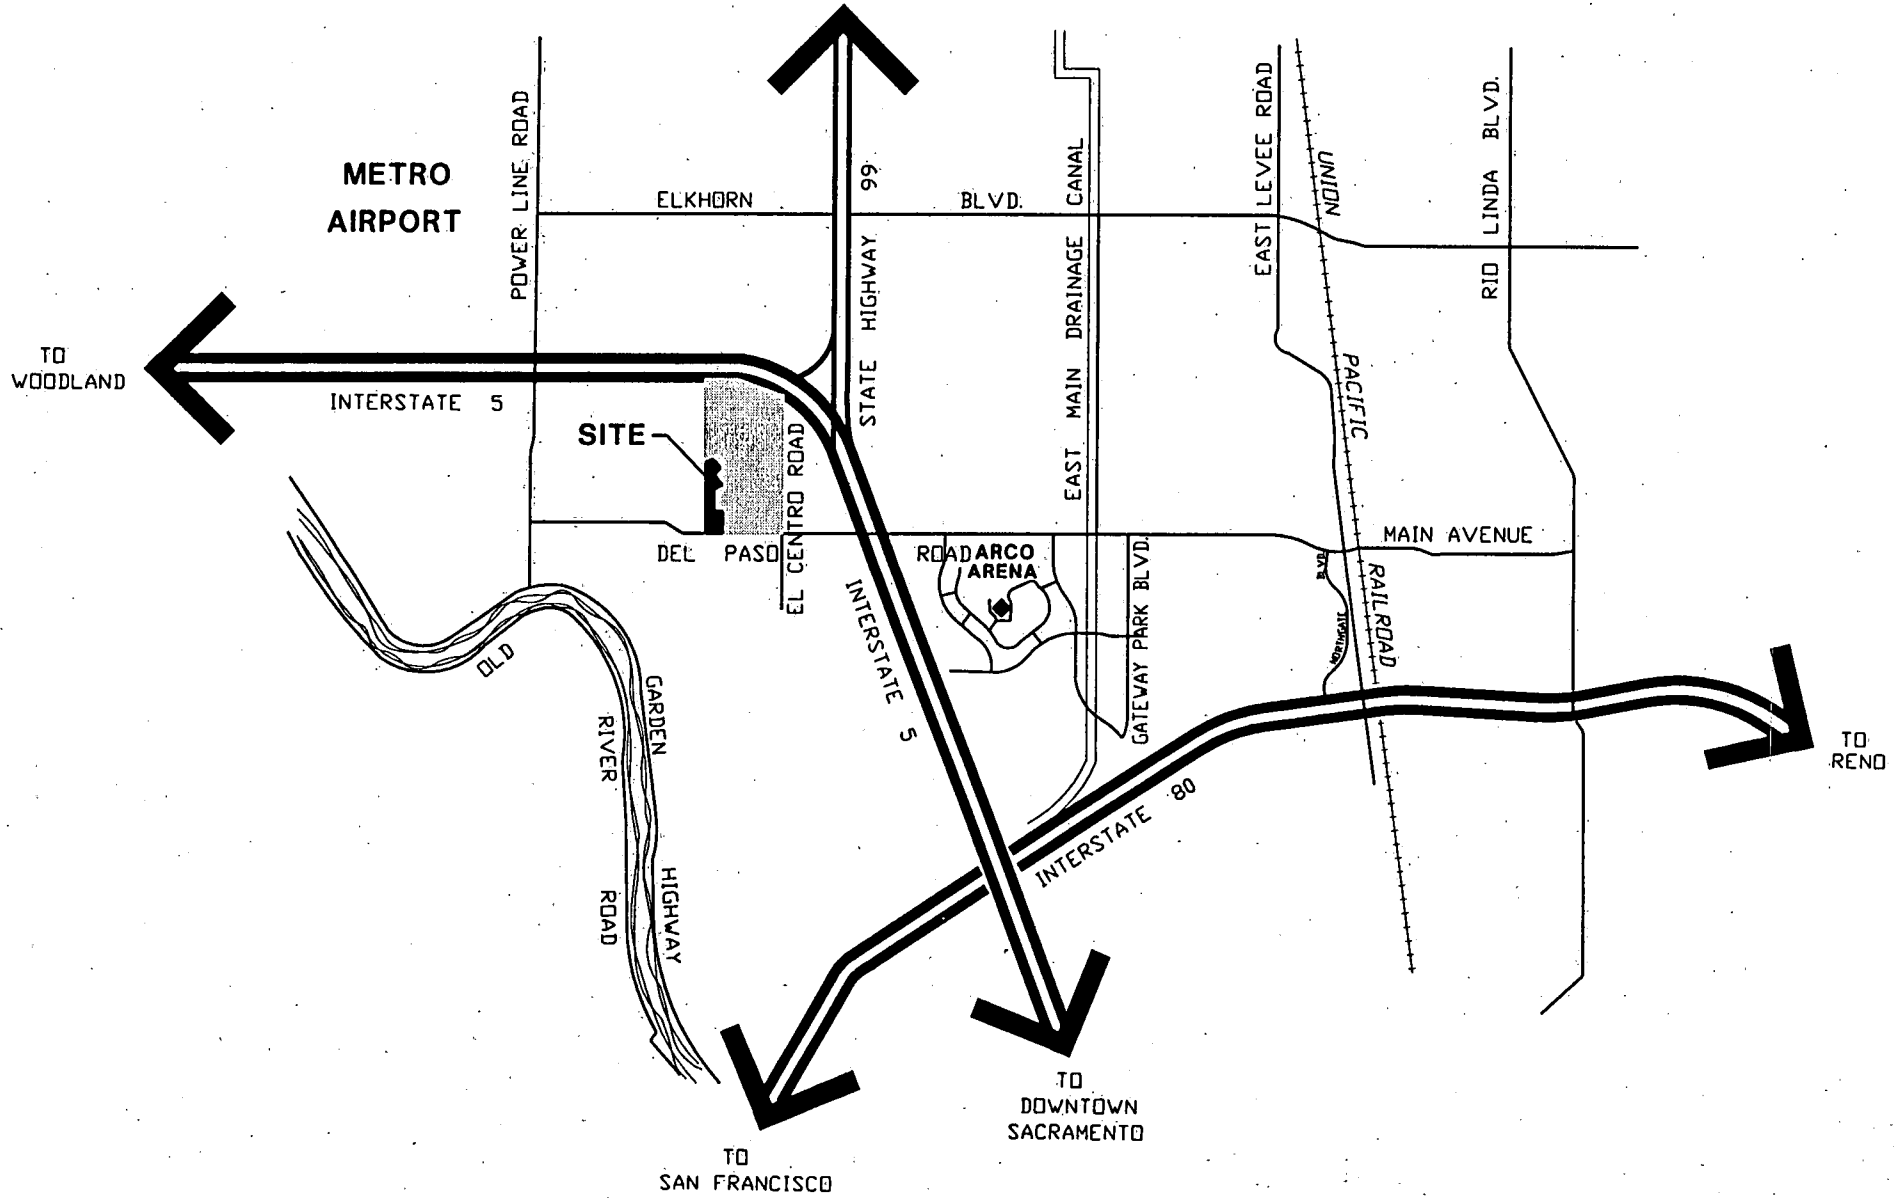 METRO
AIRPORT
POWER LINE ROAD
ELKHORN BLVD.
STATE HIGHWAY 99
EAST MAIN DRAINAGE CANAL
EAST LEVEE ROAD
UNION PACIFIC RAILROAD
RIO LINDA BLVD.
TO
WOODLAND
INTERSTATE 5
SITE
EL CENTRO ROAD
DEL PASO ROAD
ARCO
ARENA
MAIN AVENUE
GATEWAY PARK BLVD.
NORTHGATE BLVD.
INTERSTATE 5
OLD RIVER ROAD
GARDEN HIGHWAY
INTERSTATE 80
TO
RENO
TO
DOWNTOWN
SACRAMENTO
TO
SAN FRANCISCO